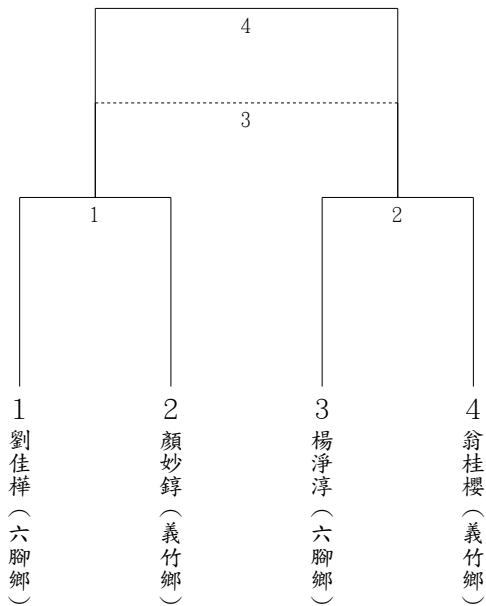 4
3
1
2
1 劉佳樺（六腳鄉）
2 顏妙錞（義竹鄉）
3 楊淨淳（六腳鄉）
4 翁桂櫻（義竹鄉）